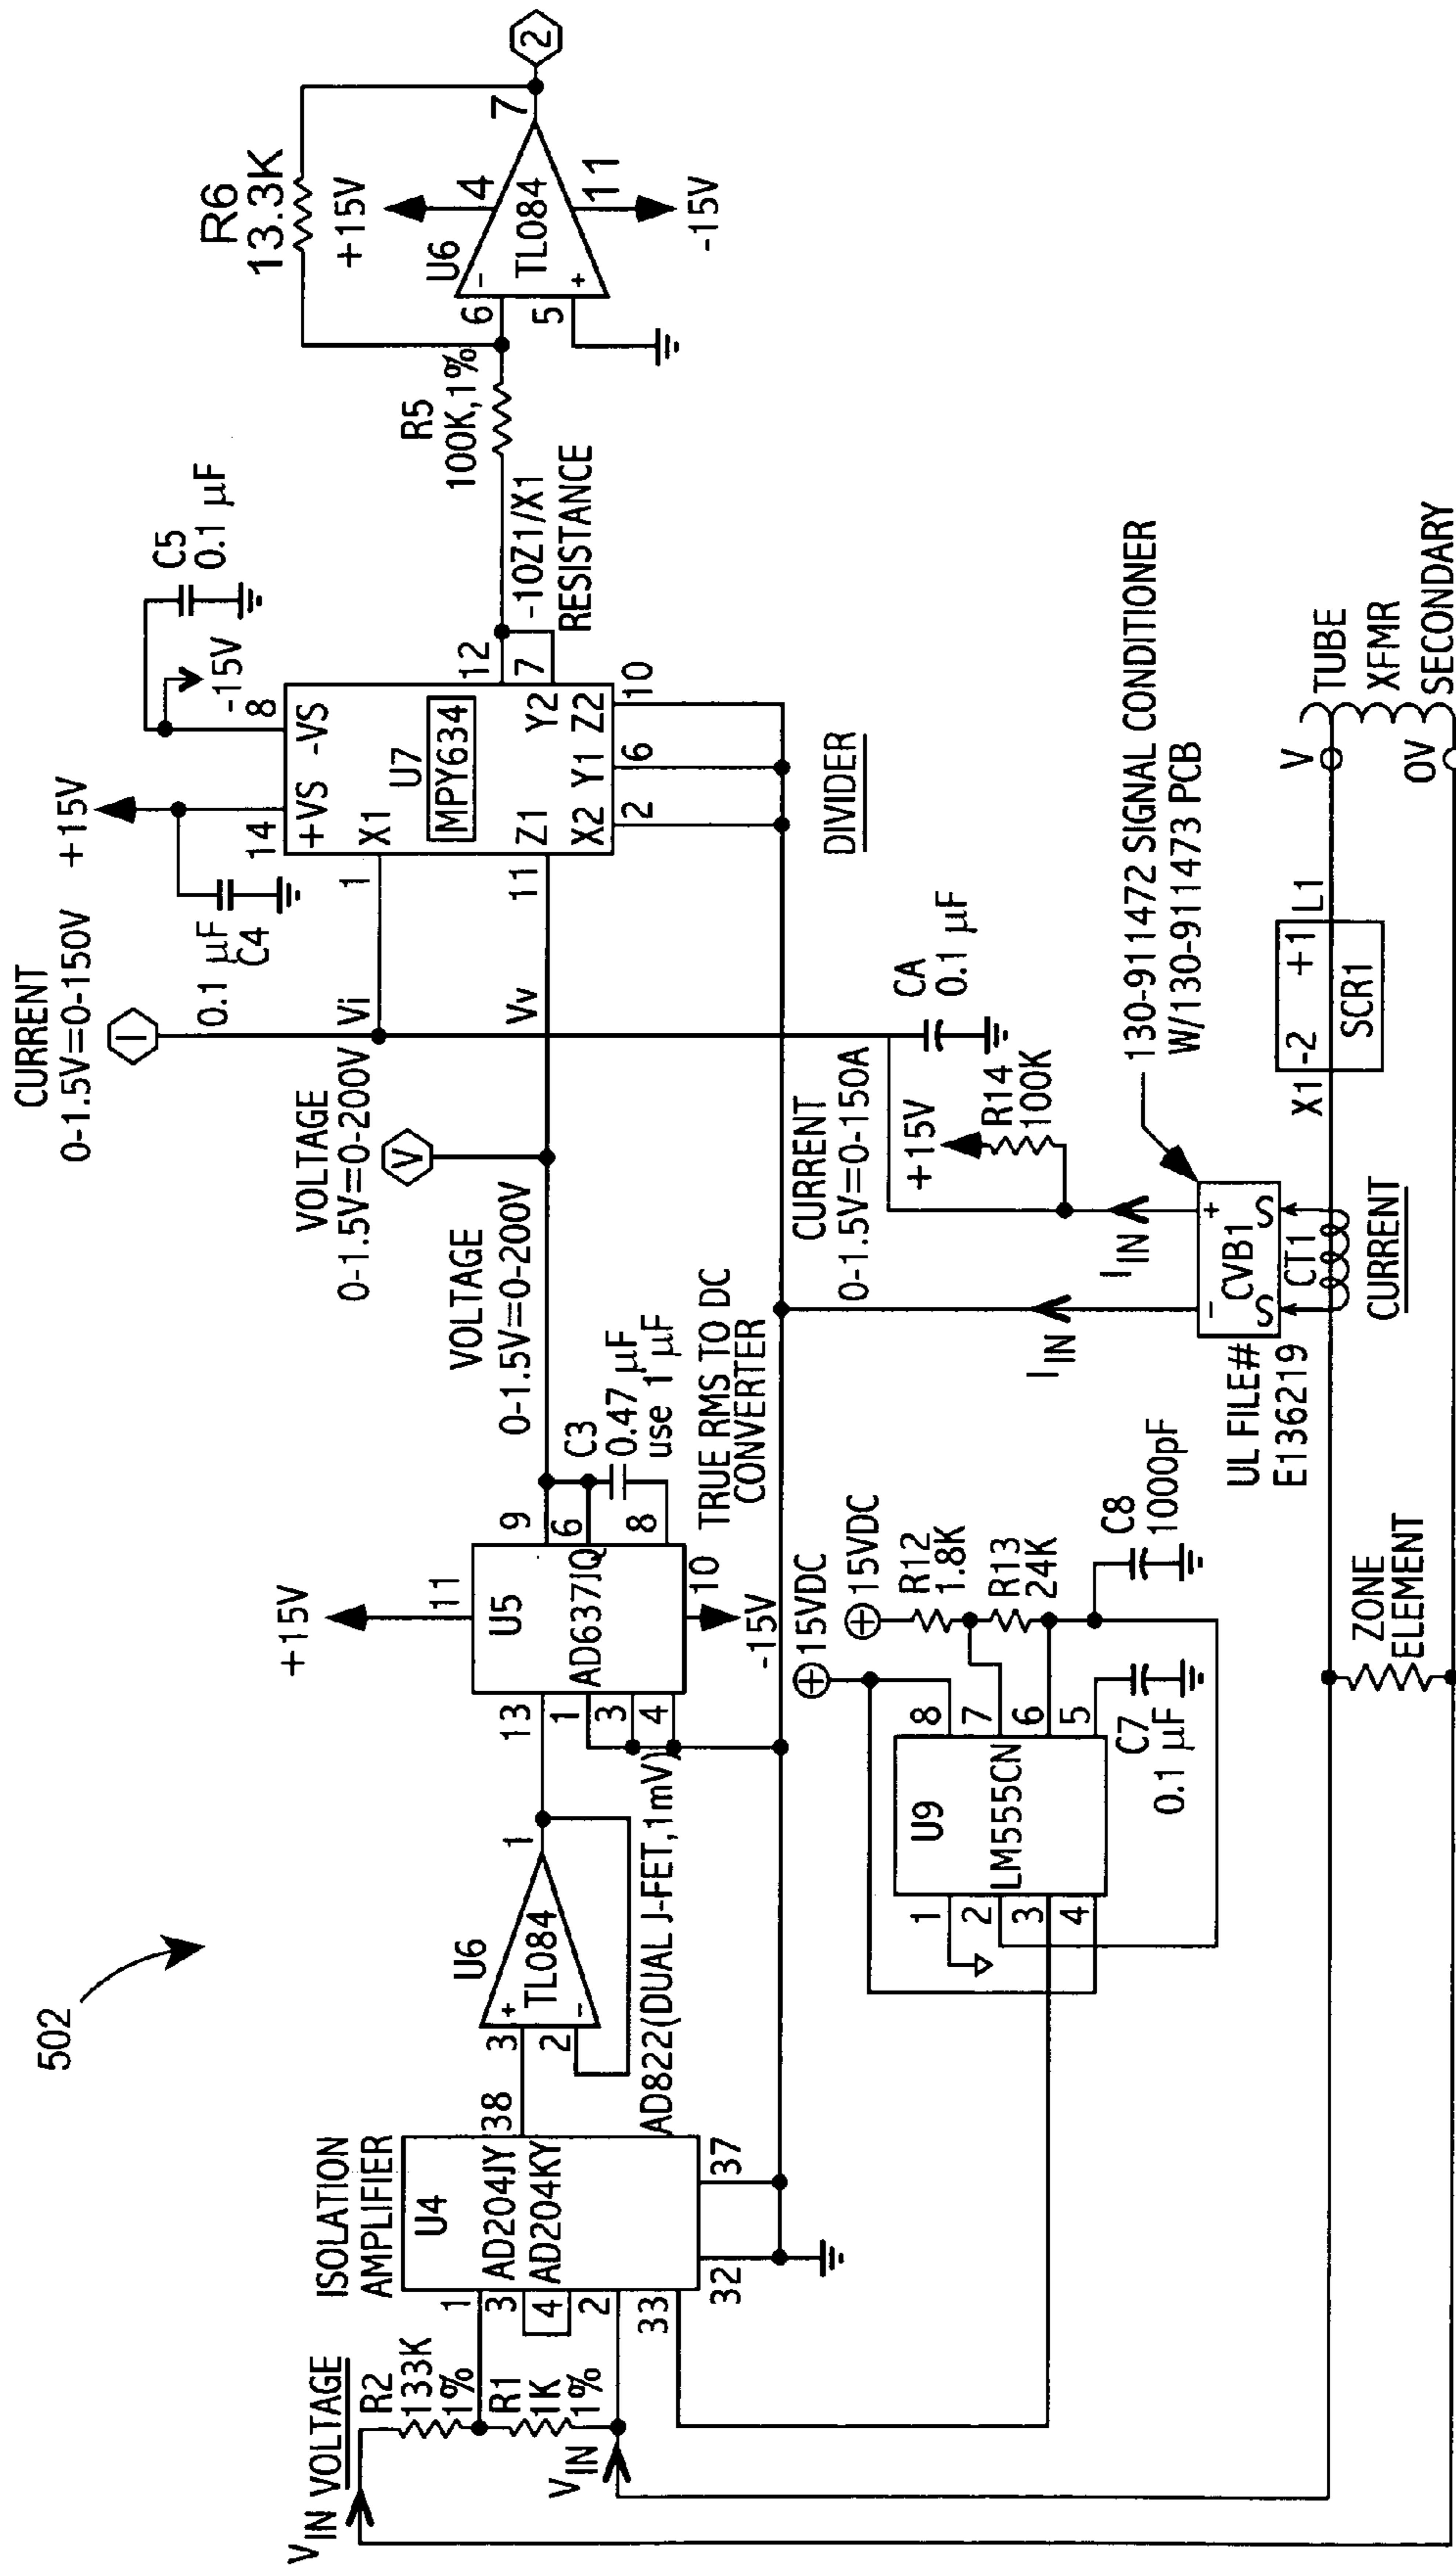 502
V IN VOLTAGE
R2
133K
1%
R1
1K
1%
V IN
ISOLATION
AMPLIFIER
U4
AD204JY
AD204KY
1
3
4
2
33
32
37
38
U6
3
2
+
-
TL084
1
AD822(DUAL J-FET,1mV)
+15V
11
U5
AD637JQ
13
1
3
4
9
6
8
10
-15V
C3
0.47 µF
use 1 µF
TRUE RMS TO DC
CONVERTER
VOLTAGE
0-1.5V=0-200V
VOLTAGE
0-1.5V=0-200V
V
CURRENT
0-1.5V=0-150V
I
Vi
Vv
+15V
0.1 µF
C4
14
8
-15V
C5
0.1 µF
+VS
-VS
1
X1
U7
MPY634
11
Z1
X2
Y1
Y2
Z2
2
6
10
12
7
DIVIDER
-10Z1/X1
RESISTANCE
R5
100K,1%
R6
13.3K
+15V
U6
6
5
-
+
TL084
4
11
7
-15V
2
⊕15VDC
⊕15VDC
R12
1.8K
R13
24K
C8
1000pF
U9
LM555CN
1
2
3
4
8
7
6
5
C7
0.1 µF
CURRENT
0-1.5V=0-150A
CA
0.1 µF
+15V
R14
100K
I IN
I IN
130-911472 SIGNAL CONDITIONER
W/130-911473 PCB
-
+
CVB1
S
S
CT1
CURRENT
UL FILE#
E136219
X1
-2
+1
L1
SCR1
V
0V
TUBE
XFMR
SECONDARY
ZONE
ELEMENT